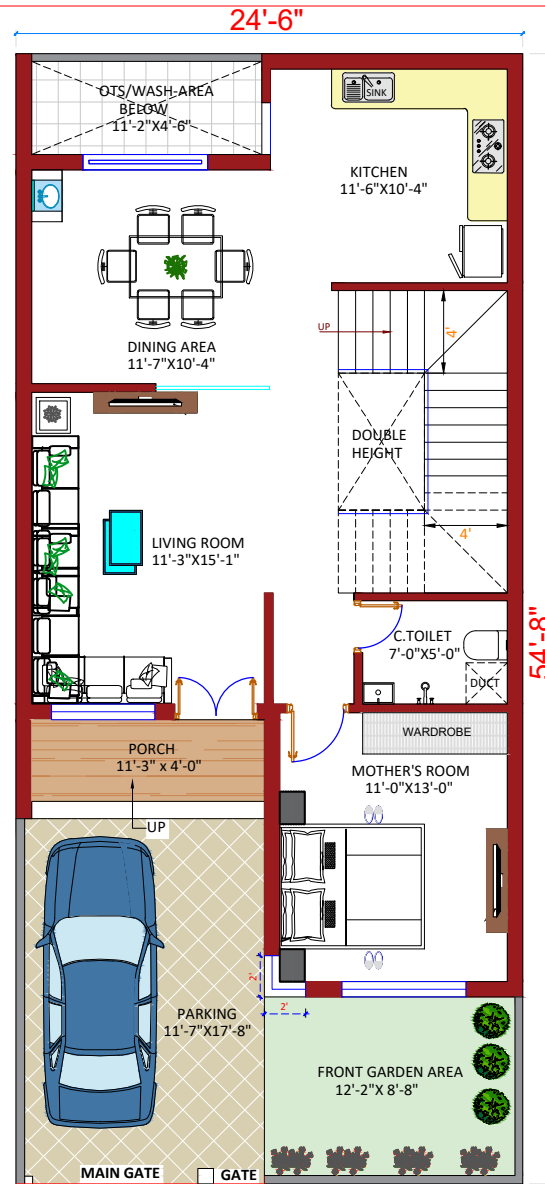 24'-6"
OTS/WASH-AREA
BELOW
11'-2"X4'-6"
SINK
KITCHEN
11'-6"X10'-4"
UP
4'
DINING AREA
11'-7"X10'-4"
DOUBLE
HEIGHT
4'
LIVING ROOM
11'-3"X15'-1"
C.TOILET
7'-0"X5'-0"
DUCT
54'-8"
WARDROBE
PORCH
11'-3" x 4'-0"
UP
MOTHER'S ROOM
11'-0"X13'-0"
2'
2'
PARKING
11'-7"X17'-8"
FRONT GARDEN AREA
12'-2"X 8'-8"
MAIN GATE
GATE